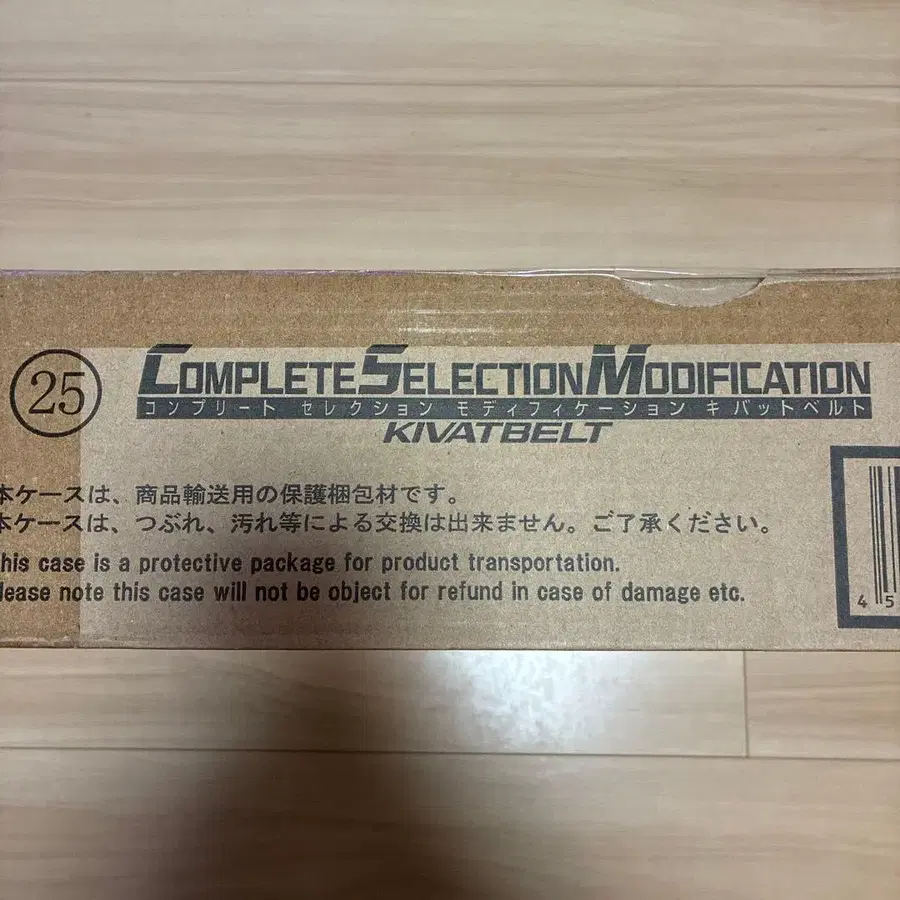 25
COMPLETE SELECTION MODIFICATION
コンプリート セレクション モディフィケーション キバットベルト
KIVATBELT
本ケースは、商品輸送用の保護梱包材です。
本ケースは、つぶれ、汚れ等による交換は出来ません。ご了承ください。
his case is a protective package for product transportation.
lease note this case will not be object for refund in case of damage etc.
4 5